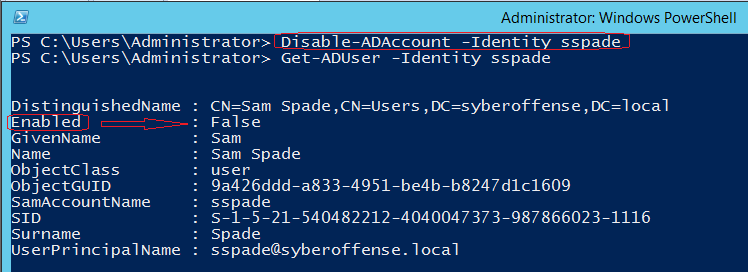 Administrator: Windows PowerShell
PS C:\Users\Administrator> Disable-ADAccount -Identity sspade
PS C:\Users\Administrator> Get-ADUser -Identity sspade
DistinguishedName : CN=Sam Spade,CN=Users,DC=syberoffense,DC=local
Enabled : False
GivenName : Sam
Name : Sam Spade
ObjectClass : user
ObjectGUID : 9a426ddd-a833-4951-be4b-b8247d1c1609
SamAccountName : sspade
SID : S-1-5-21-540482212-4040047373-987866023-1116
Surname : Spade
UserPrincipalName : sspade@syberoffense.local